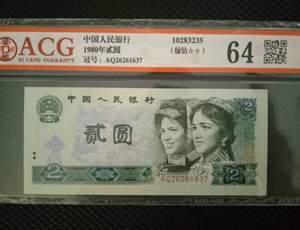 ACG
AI CANG GUARANTY
中国人民银行
1980年贰圆
冠号: AQ26261637
10283235
(绿钻☆☆)
64
中国人民银行
贰圆
2
AQ26261637
2